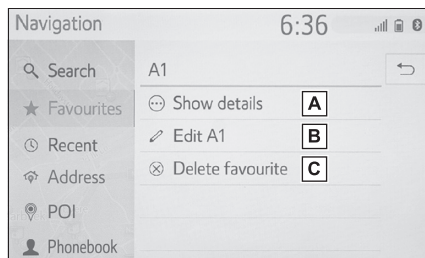 Navigation 6:36
Search
Favourites
Recent
Address
POI
Phonebook
A1
Show details A
Edit A1 B
Delete favourite C